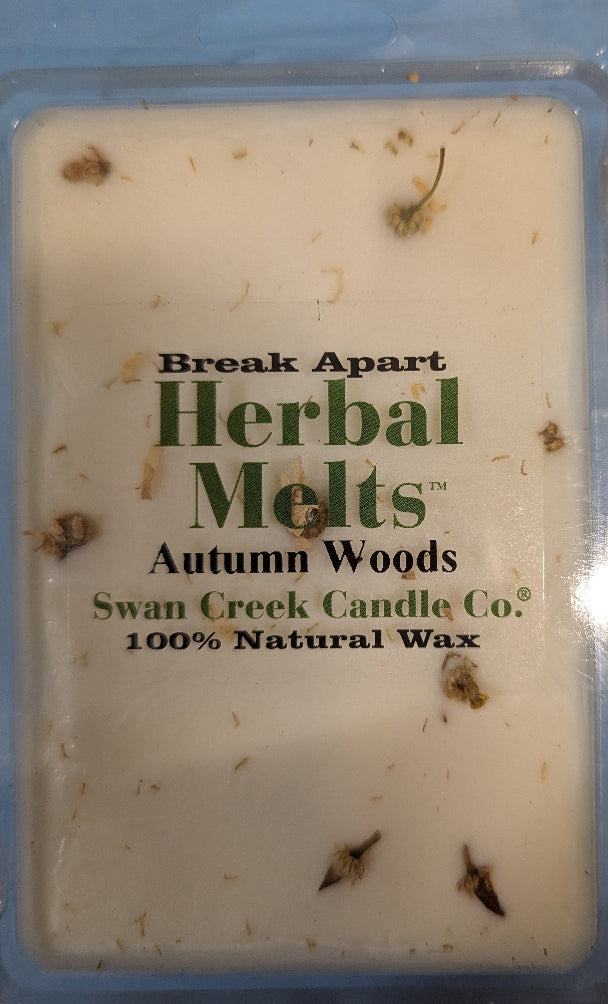 Break Apart
Herbal
Melts™
Autumn Woods
Swan Creek Candle Co.®
100% Natural Wax